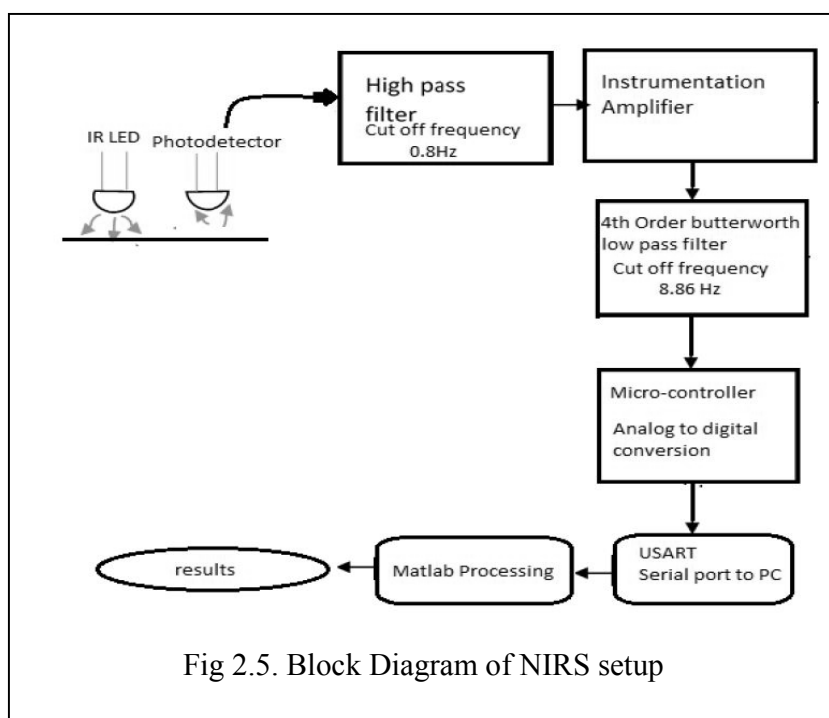 IR LED
Photodetector
High pass
filter
Cut off frequency
0.8Hz
Instrumentation
Amplifier
4th Order butterworth
low pass filter
Cut off frequency
8.86 Hz
Micro-controller
Analog to digital
conversion
USART
Serial port to PC
Matlab Processing
results
Fig 2.5. Block Diagram of NIRS setup